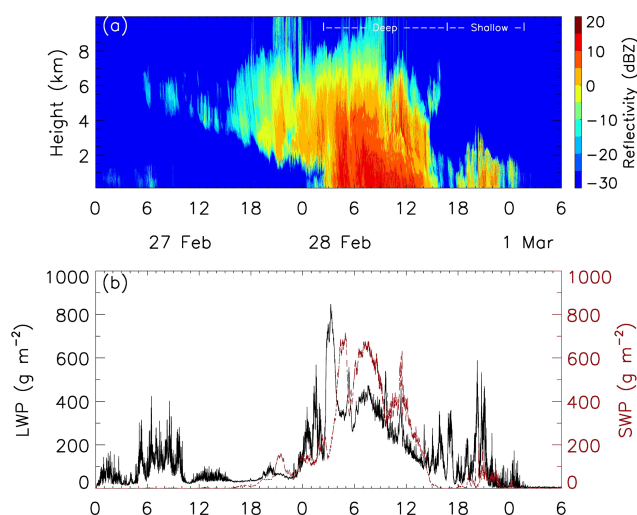 (a)
Deep
Shallow
Height (km)
8
6
4
2
20
10
0
−10
−20
−30
Reflectivity (dBZ)
0 6 12 18 0 6 12 18 0 6
27 Feb 28 Feb 1 Mar
(b)
LWP (g m⁻²)
1000
800
600
400
200
0
1000
800
600
400
200
0
SWP (g m⁻²)
0 6 12 18 0 6 12 18 0 6